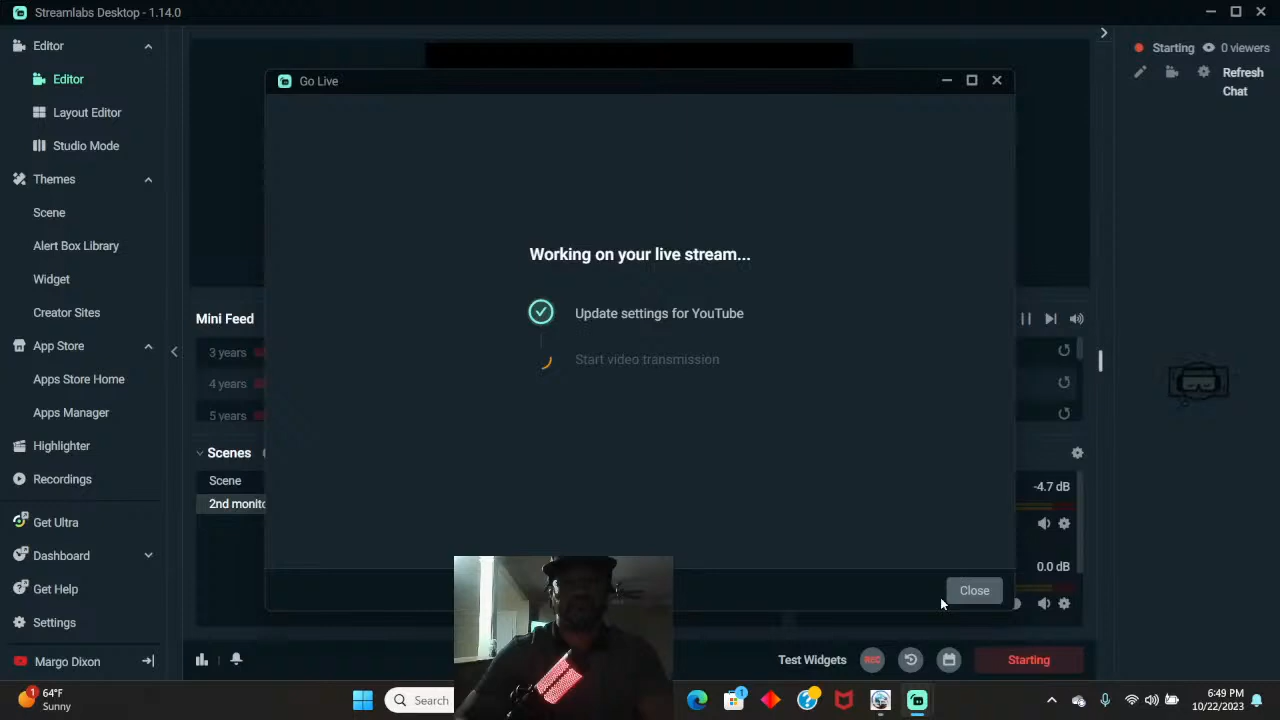 Streamlabs Desktop - 1.14.0
Editor
Editor
Layout Editor
Studio Mode
Themes
Scene
Alert Box Library
Widget
Creator Sites
App Store
Apps Store Home
Apps Manager
Highlighter
Recordings
Get Ultra
Dashboard
Get Help
Settings
Margo Dixon
Go Live
Working on your live stream...
Update settings for YouTube
Start video transmission
Close
Mini Feed
3 years
4 years
5 years
Scenes
Scene
2nd monito
-4.7 dB
0.0 dB
Test Widgets
REC
Starting
Starting
0 viewers
Refresh
Chat
1
64°F
Sunny
Search
1
6:49 PM
10/22/2023